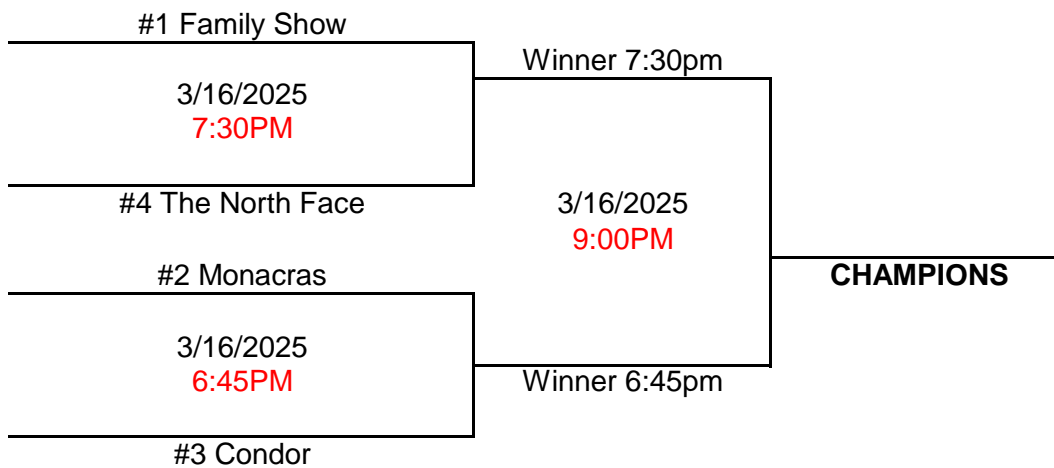 #1 Family Show
Winner 7:30pm
3/16/2025
7:30PM
#4 The North Face
3/16/2025
9:00PM
#2 Monacras
CHAMPIONS
3/16/2025
6:45PM
Winner 6:45pm
#3 Condor